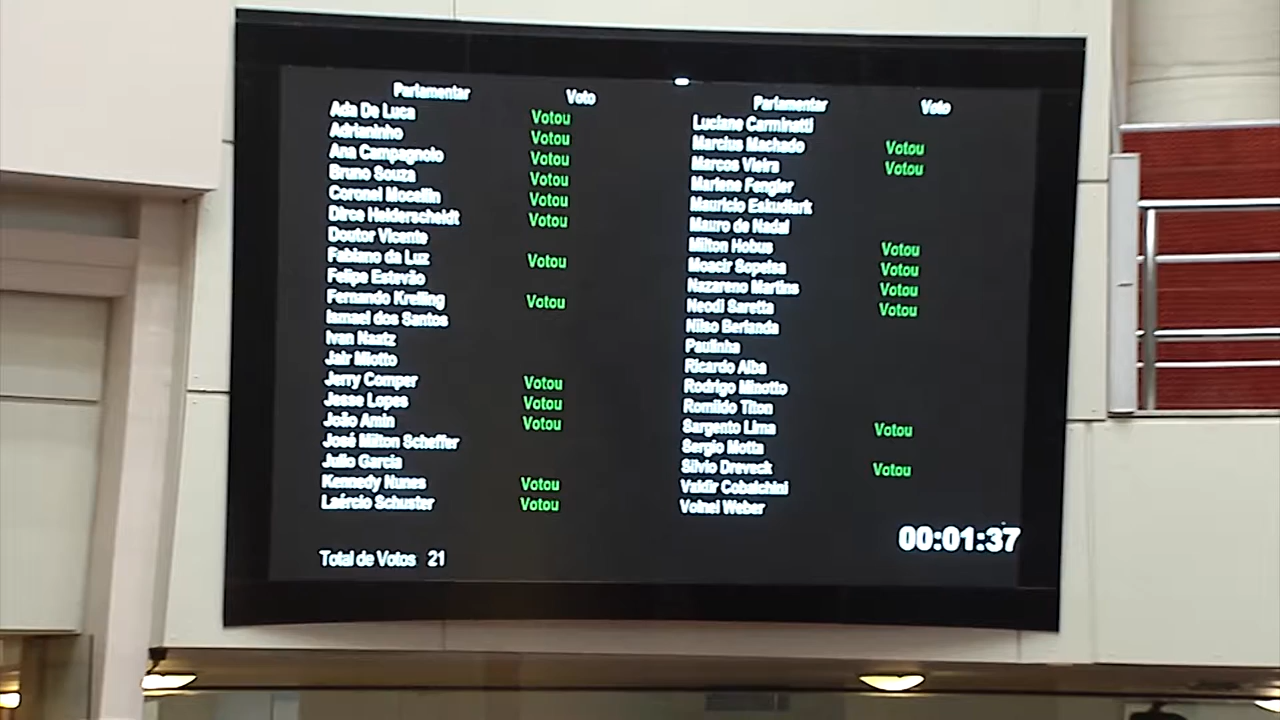 Parlamentar Voto
Ada De Luca Votou
Adrianinho Votou
Ana Campagnolo Votou
Bruno Souza Votou
Coronel Mocellin Votou
Dirce Heiderscheidt Votou
Doutor Vicente
Fabiano da Luz Votou
Felipe Estevão
Fernando Krelling Votou
Ismael dos Santos
Ivan Naatz
Jair Miotto
Jerry Comper Votou
Jesse Lopes Votou
João Amin Votou
José Milton Scheffer
Julio Garcia
Kennedy Nunes Votou
Laércio Schuster Votou
Total de Votos 21
Parlamentar Voto
Luciane Carminatti
Marcius Machado Votou
Marcos Vieira Votou
Marlene Fengler
Mauricio Eskudlark
Mauro de Nadal
Milton Hobus Votou
Moacir Sopelsa Votou
Nazareno Martins Votou
Neodi Saretta Votou
Nilso Berlanda
Paulinha
Ricardo Alba
Rodrigo Minotto
Romildo Titon
Sargento Lima Votou
Sergio Motta
Silvio Dreveck Votou
Valdir Cobalchini
Volnei Weber
00:01:37